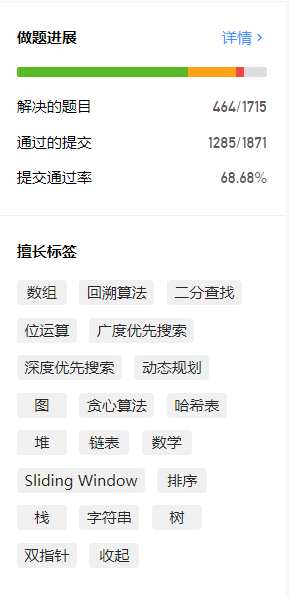 做题进展 详情 >
解决的题目 464/1715
通过的提交 1285/1871
提交通过率 68.68%
擅长标签
数组 回溯算法 二分查找
位运算 广度优先搜索
深度优先搜索 动态规划
图 贪心算法 哈希表
堆 链表 数学
Sliding Window 排序
栈 字符串 树
双指针 收起